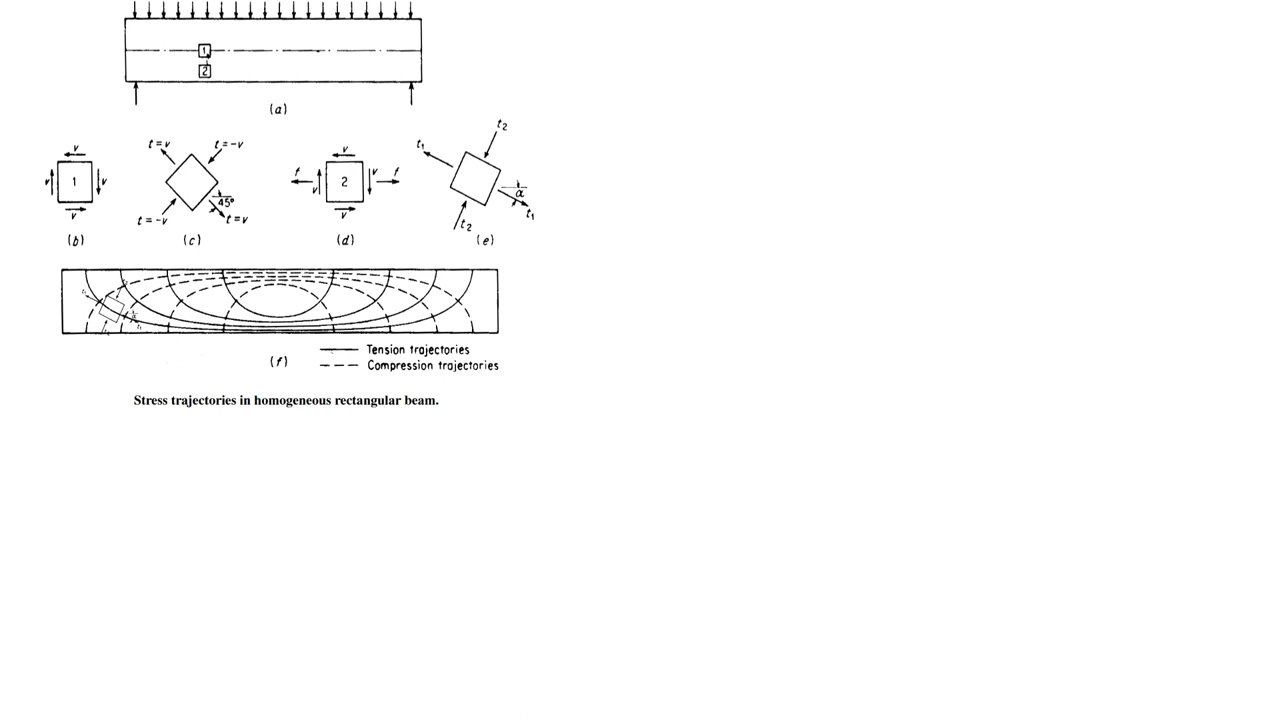 1
2
(a)
v
v
1
v
v
(b)
t=v
t=-v
45°
t=-v
t=v
(c)
v
f
v
2
v
f
v
(d)
t₂
t₁
α
t₁
t₂
(e)
(f)
Tension trajectories
Compression trajectories
Stress trajectories in homogeneous rectangular beam.